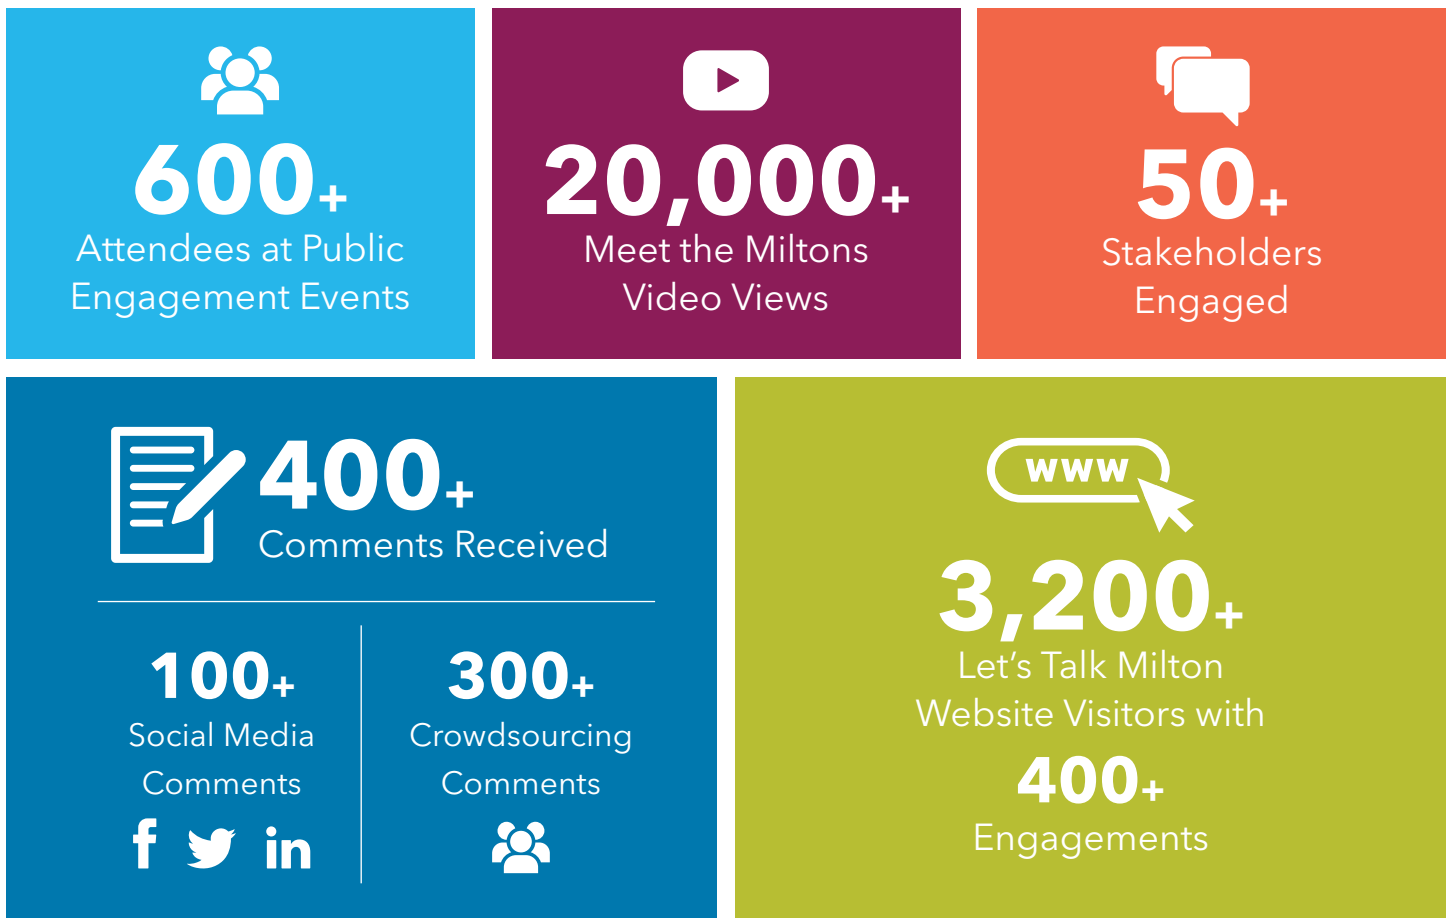 600+
Attendees at Public
Engagement Events
20,000+
Meet the Miltons
Video Views
50+
Stakeholders
Engaged
400+
Comments Received
100+
Social Media
Comments
f
in
300+
Crowdsourcing
Comments
www
3,200+
Let's Talk Milton
Website Visitors with
400+
Engagements